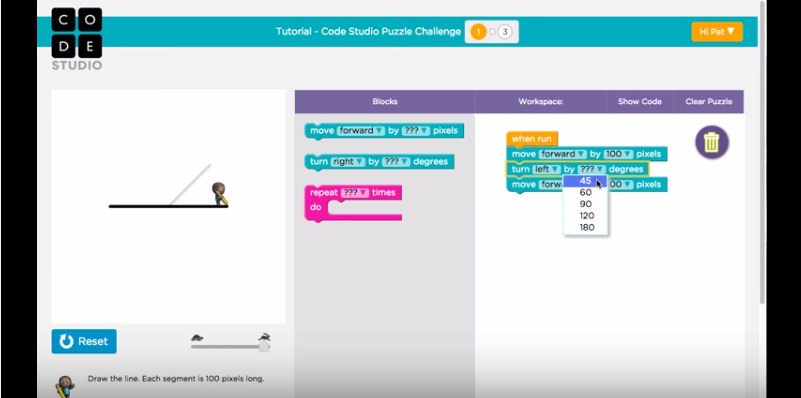 C O
D E
STUDIO
Tutorial - Code Studio Puzzle Challenge
1
3
Hi Pat ▼
Blocks
Workspace:
Show Code
Clear Puzzle
move forward ▼ by ??? ▼ pixels
turn right ▼ by ??? ▼ degrees
repeat ??? ▼ times
do
when run
move forward ▼ by 100 ▼ pixels
turn left ▼ by ??? ▼ degrees
move forw 00 ▼ pixels
45
60
90
120
180
Reset
Draw the line. Each segment is 100 pixels long.